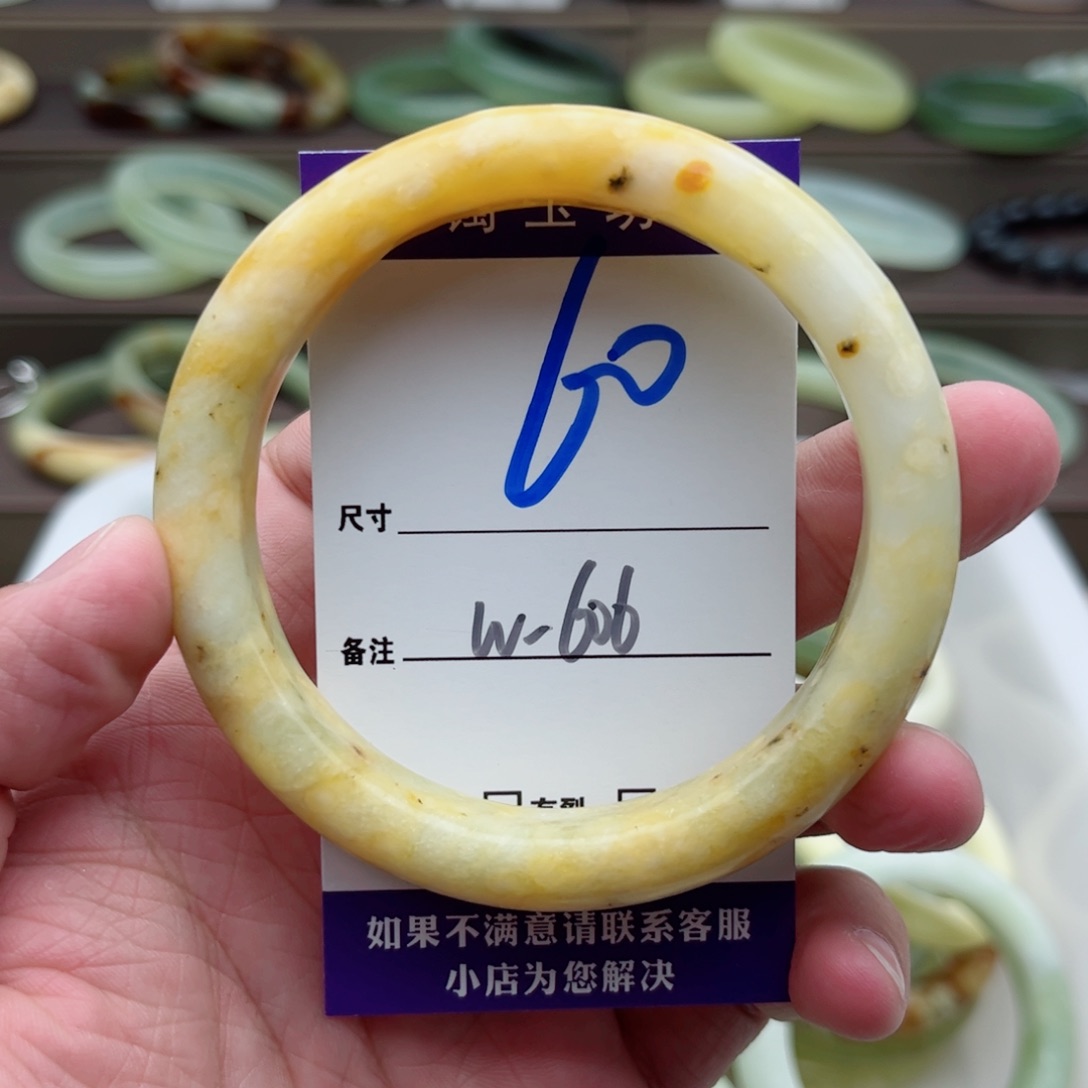 60
尺寸
备注 W-606
如果不满意请联系客服
小店为您解决